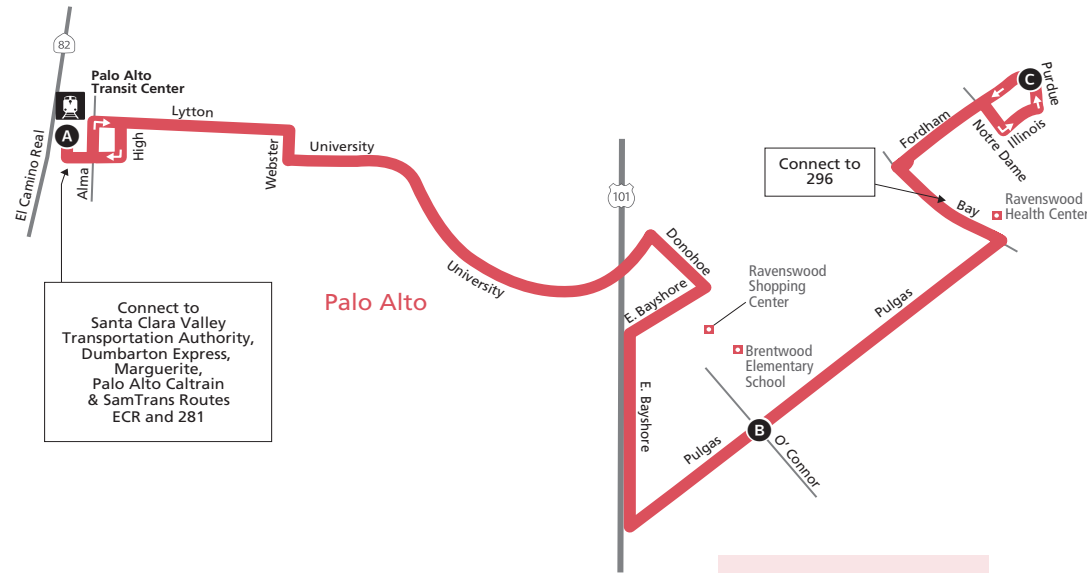 82
Palo Alto
Transit Center
A
Lytton
High
Alma
El Camino Real
Webster
University
University
Palo Alto
Connect to
Santa Clara Valley
Transportation Authority,
Dumbarton Express,
Marguerite,
Palo Alto Caltrain
& SamTrans Routes
ECR and 281
101
Donohoe
E. Bayshore
E. Bayshore
Ravenswood
Shopping
Center
Brentwood
Elementary
School
Pulgas
B
O' Connor
Pulgas
Connect to
296
Bay
Ravenswood
Health Center
Fordham
Notre Dame
Illinois
Purdue
C